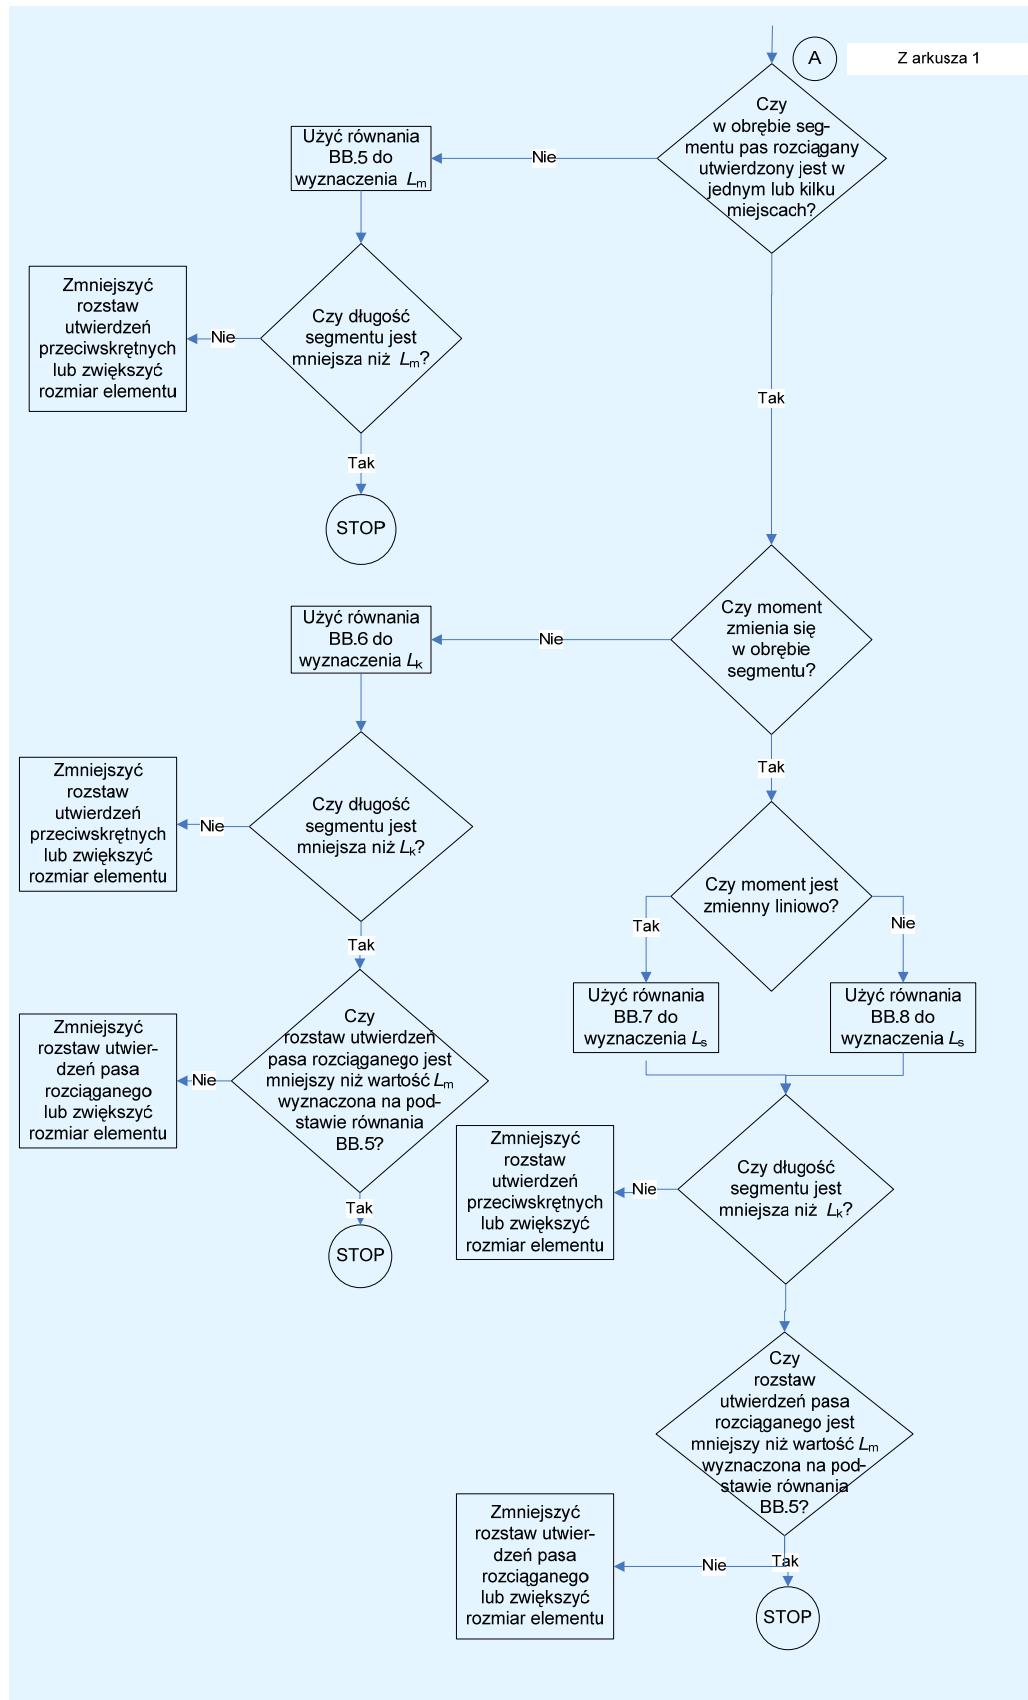 A
Z arkusza 1
Czy
w obrębie seg-
mentu pas rozciągany
utwierdzony jest w
jednym lub kilku
miejscach?
Nie
Użyć równania
BB.5 do
wyznaczenia Lm
Czy długość
segmentu jest
mniejsza niż Lm?
Nie
Zmniejszyć
rozstaw
utwierdzeń
przeciwskrętnych
lub zwiększyć
rozmiar elementu
Tak
STOP
Tak
Czy moment
zmienia się
w obrębie
segmentu?
Nie
Użyć równania
BB.6 do
wyznaczenia Lk
Czy długość
segmentu jest
mniejsza niż Lk?
Nie
Zmniejszyć
rozstaw
utwierdzeń
przeciwskrętnych
lub zwiększyć
rozmiar elementu
Tak
Czy
rozstaw utwierdzeń
pasa rozciąganego jest
mniejszy niż wartość Lm
wyznaczona na pod-
stawie równania
BB.5?
Nie
Zmniejszyć
rozstaw utwier-
dzeń pasa
rozciąganego
lub zwiększyć
rozmiar elementu
Tak
STOP
Tak
Czy moment jest
zmienny liniowo?
Tak
Nie
Użyć równania
BB.7 do
wyznaczenia Ls
Użyć równania
BB.8 do
wyznaczenia Ls
Czy długość
segmentu jest
mniejsza niż Lk?
Nie
Zmniejszyć
rozstaw
utwierdzeń
przeciwskrętnych
lub zwiększyć
rozmiar elementu
Czy
rozstaw
utwierdzeń pasa
rozciąganego jest
mniejszy niż wartość Lm
wyznaczona na pod-
stawie równania
BB.5?
Nie
Zmniejszyć
rozstaw utwier-
dzeń pasa
rozciąganego
lub zwiększyć
rozmiar elementu
Tak
STOP